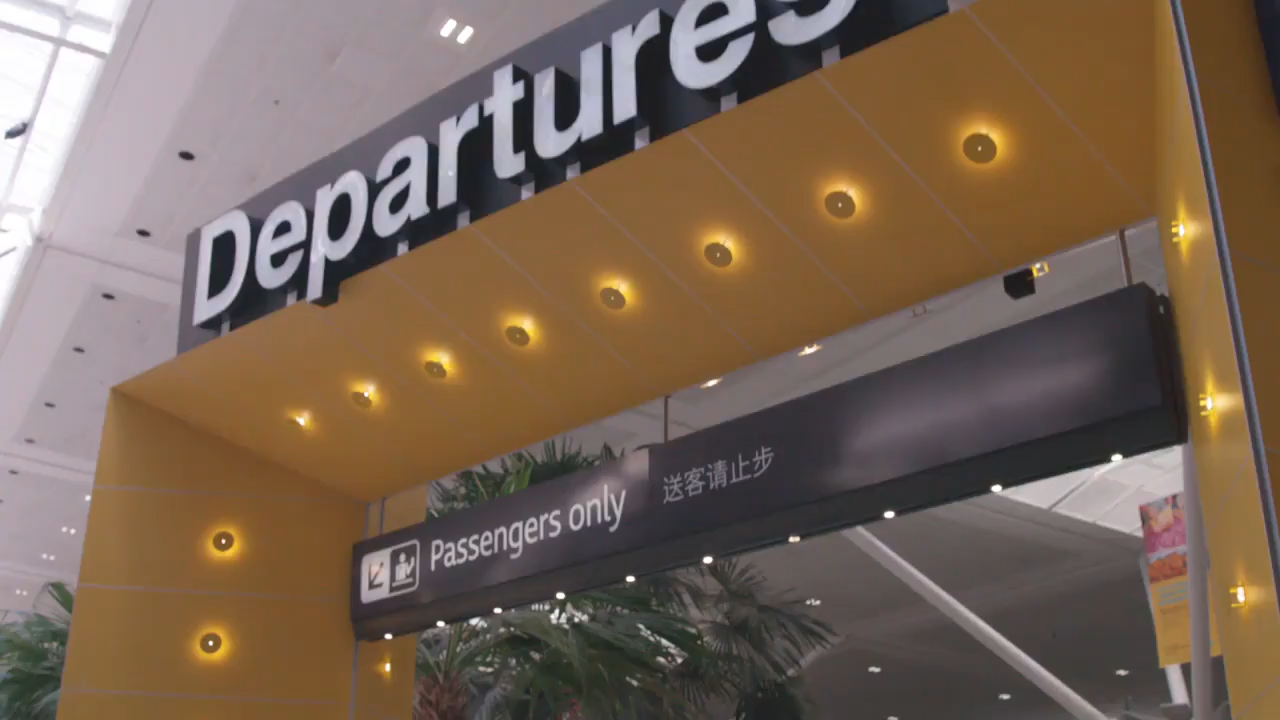 Departures
Passengers only
送客请止步